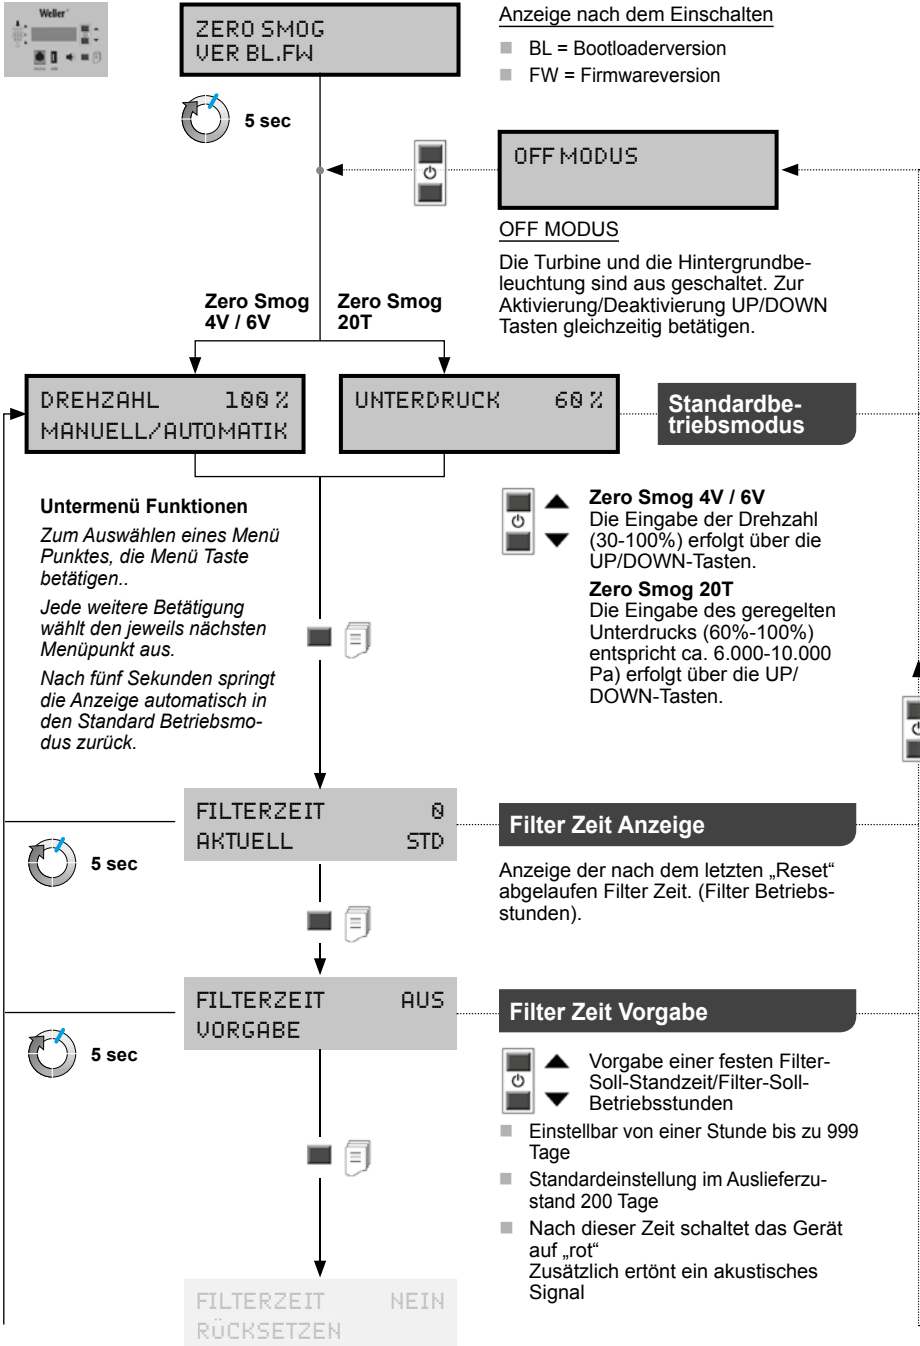 Weller
ZERO SMOG
VER BL.FW
Anzeige nach dem Einschalten
BL = Bootloaderversion
FW = Firmwareversion
5 sec
OFF MODUS
OFF MODUS
Die Turbine und die Hintergrundbe-
leuchtung sind aus geschaltet. Zur
Aktivierung/Deaktivierung UP/DOWN
Tasten gleichzeitig betätigen.
Zero Smog
4V / 6V
Zero Smog
20T
DREHZAHL 100 %
MANUELL/AUTOMATIK
UNTERDRUCK 60 %
Standardbe-
triebsmodus
Untermenü Funktionen
Zum Auswählen eines Menü
Punktes, die Menü Taste
betätigen..
Jede weitere Betätigung
wählt den jeweils nächsten
Menüpunkt aus.
Nach fünf Sekunden springt
die Anzeige automatisch in
den Standard Betriebsmo-
dus zurück.
Zero Smog 4V / 6V
Die Eingabe der Drehzahl
(30-100%) erfolgt über die
UP/DOWN-Tasten.
Zero Smog 20T
Die Eingabe des geregelten
Unterdrucks (60%-100%)
entspricht ca. 6.000-10.000
Pa) erfolgt über die UP/
DOWN-Tasten.
FILTERZEIT 0
AKTUELL STD
5 sec
Filter Zeit Anzeige
Anzeige der nach dem letzten „Reset“
abgelaufen Filter Zeit. (Filter Betriebs-
stunden).
FILTERZEIT AUS
VORGABE
5 sec
Filter Zeit Vorgabe
Vorgabe einer festen Filter-
Soll-Standzeit/Filter-Soll-
Betriebsstunden
Einstellbar von einer Stunde bis zu 999
Tage
Standardeinstellung im Auslieferzu-
stand 200 Tage
Nach dieser Zeit schaltet das Gerät
auf „rot“
Zusätzlich ertönt ein akustisches
Signal
FILTERZEIT NEIN
RÜCKSETZEN